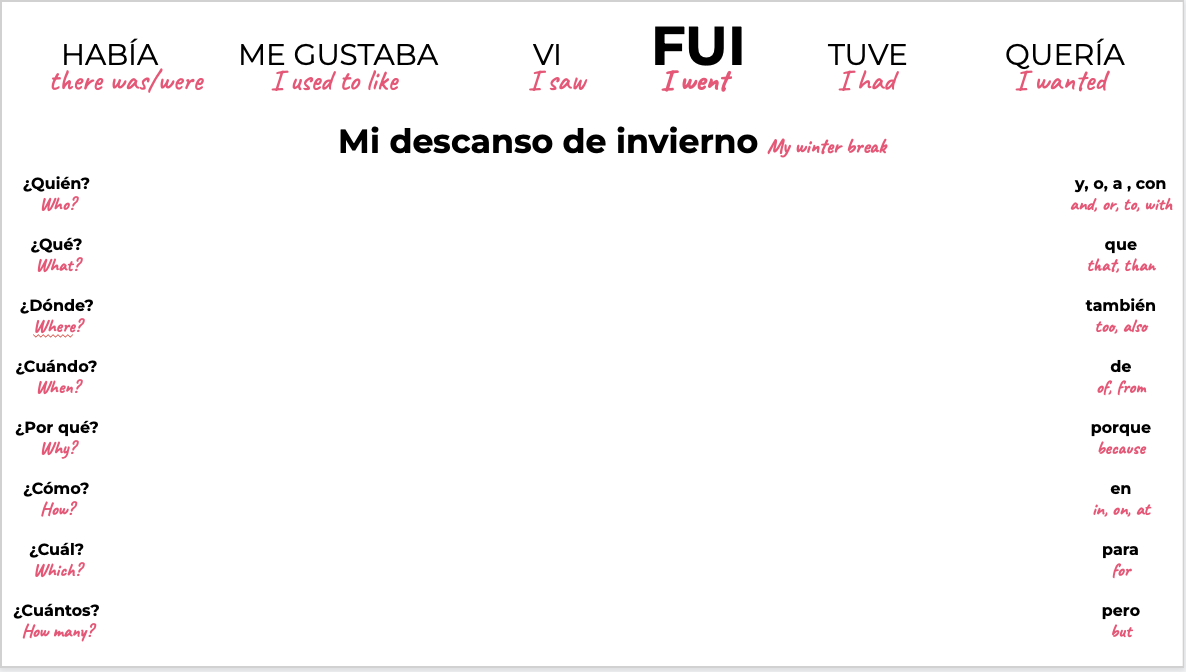 HABÍA ME GUSTABA VI FUI TUVE QUERÍA
there was/were I used to like I saw I went I had I wanted
Mi descanso de invierno My winter break
¿Quién?
Who?
¿Qué?
What?
¿Dónde?
Where?
¿Cuándo?
When?
¿Por qué?
Why?
¿Cómo?
How?
¿Cuál?
Which?
¿Cuántos?
How many?
y, o, a , con
and, or, to, with
que
that, than
también
too, also
de
of, from
porque
because
en
in, on, at
para
for
pero
but